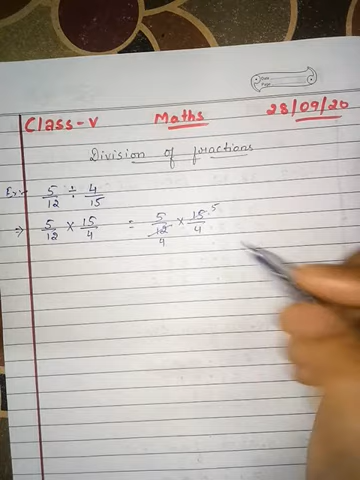 Date
Page
Class-V Maths 28/09/20
Division of fractions
Ex:- 5/12 ÷ 4/15
⇒ 5/12 × 15/4 = 5/12 4 × 15 5/4